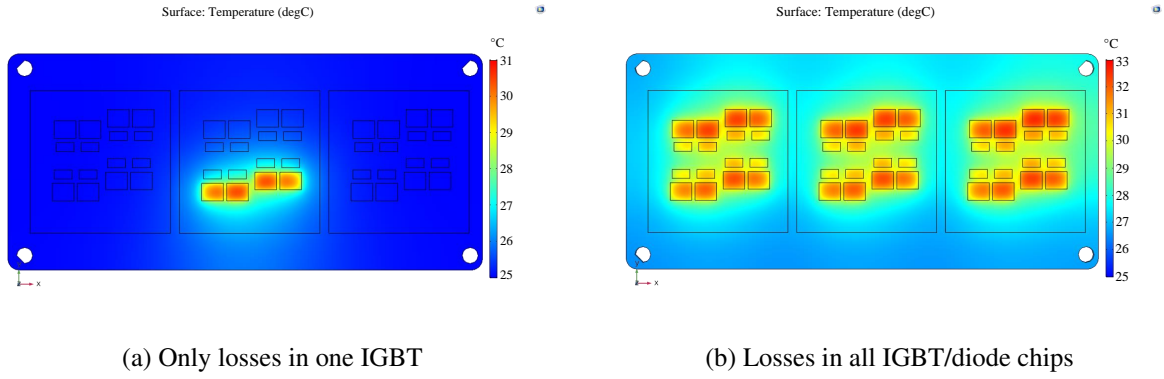 Surface: Temperature (degC)
°C
31
30
29
28
27
26
25
x
(a) Only losses in one IGBT
Surface: Temperature (degC)
°C
33
32
31
30
29
28
27
26
25
y
x
(b) Losses in all IGBT/diode chips